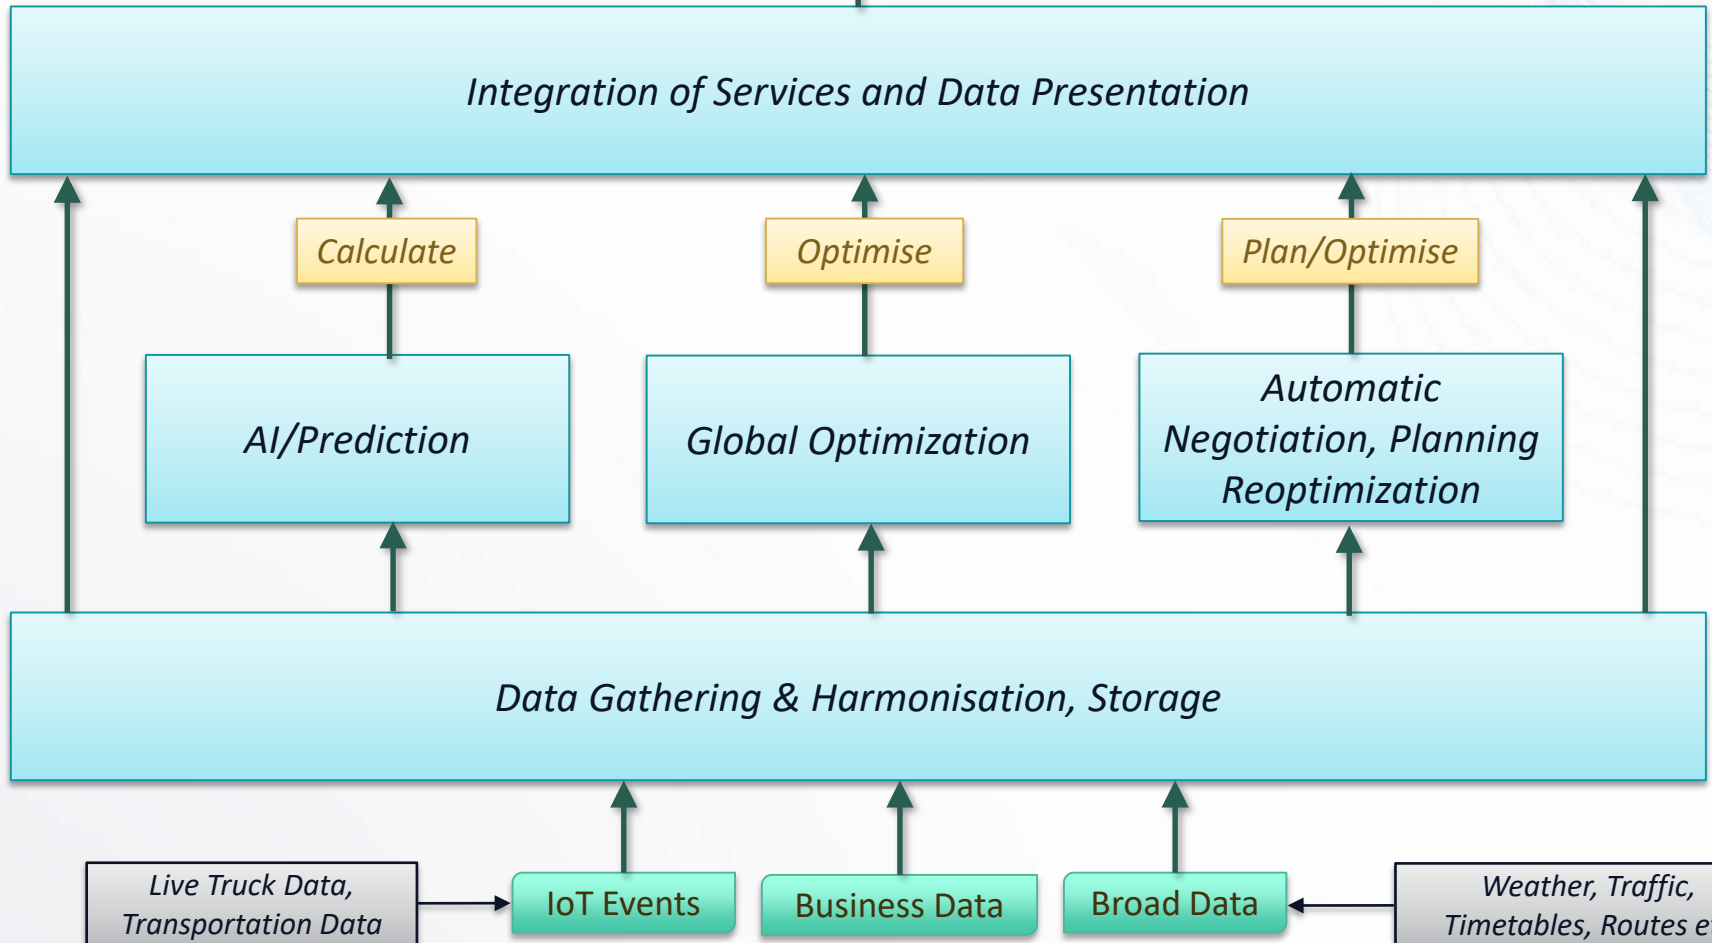 Integration of Services and Data Presentation
Calculate
Optimise
Plan/Optimise
AI/Prediction
Global Optimization
Automatic
Negotiation, Planning
Reoptimization
Data Gathering & Harmonisation, Storage
Live Truck Data,
Transportation Data
IoT Events
Business Data
Broad Data
Weather, Traffic,
Timetables, Routes